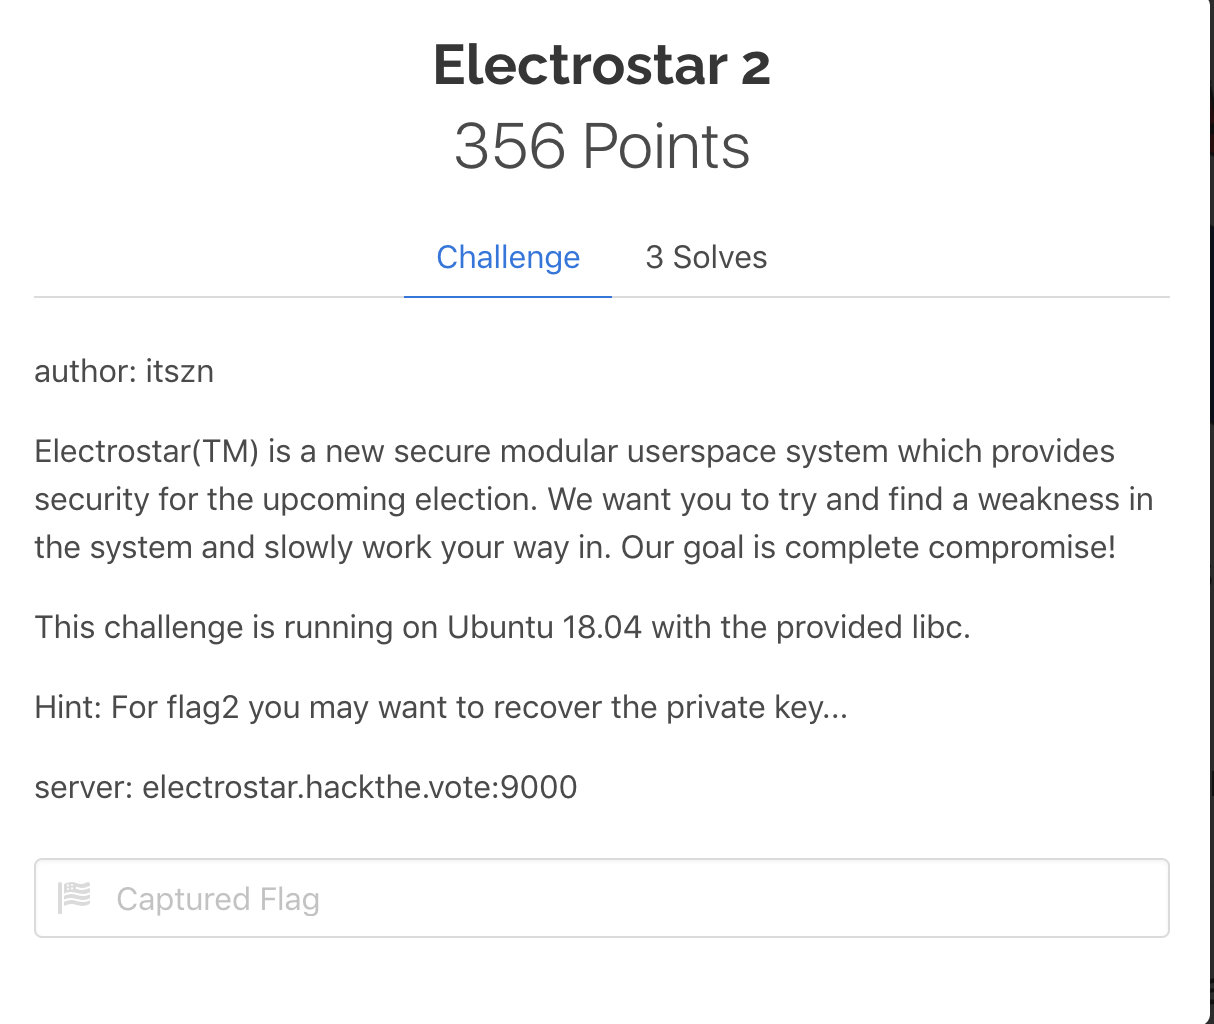 Electrostar 2
356 Points
Challenge
3 Solves
author: itszn
Electrostar(TM) is a new secure modular userspace system which provides
security for the upcoming election. We want you to try and find a weakness in
the system and slowly work your way in. Our goal is complete compromise!
This challenge is running on Ubuntu 18.04 with the provided libc.
Hint: For flag2 you may want to recover the private key...
server: electrostar.hackthe.vote:9000
Captured Flag